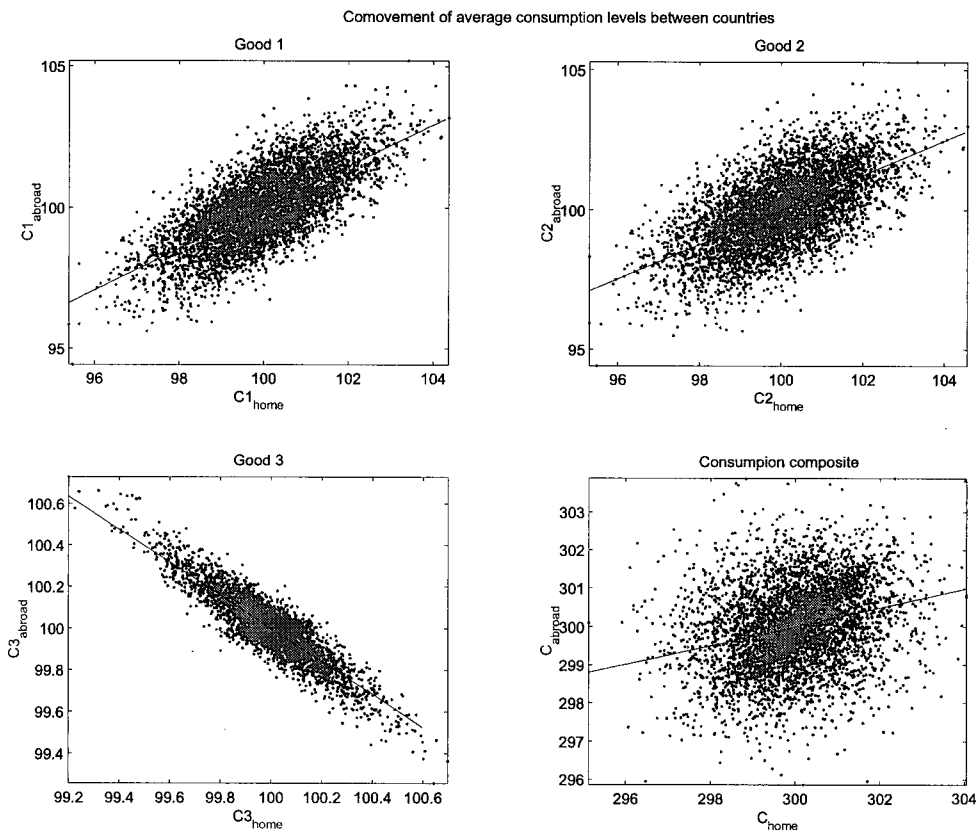 Comovement of average consumption levels between countries
Good 1
105
100
95
C1abroad
96 98 100 102 104
C1home
Good 2
105
100
95
C2abroad
96 98 100 102 104
C2home
Good 3
100.6
100.4
100.2
100
99.8
99.6
99.4
C3abroad
99.2 99.4 99.6 99.8 100 100.2 100.4 100.6
C3home
Consumpion composite
303
302
301
300
299
298
297
296
Cabroad
296 298 300 302 304
Chome